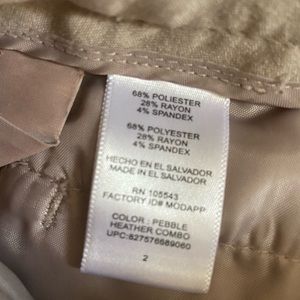 68% POLIESTER
28% RAYON
4% SPANDEX
68% POLYESTER
28% RAYON
4% SPANDEX
HECHO EN EL SALVADOR
MADE IN EL SALVADOR
RN 105543
FACTORY ID# MODAPP
COLOR : PEBBLE
HEATHER COMBO
UPC:827576689060
2